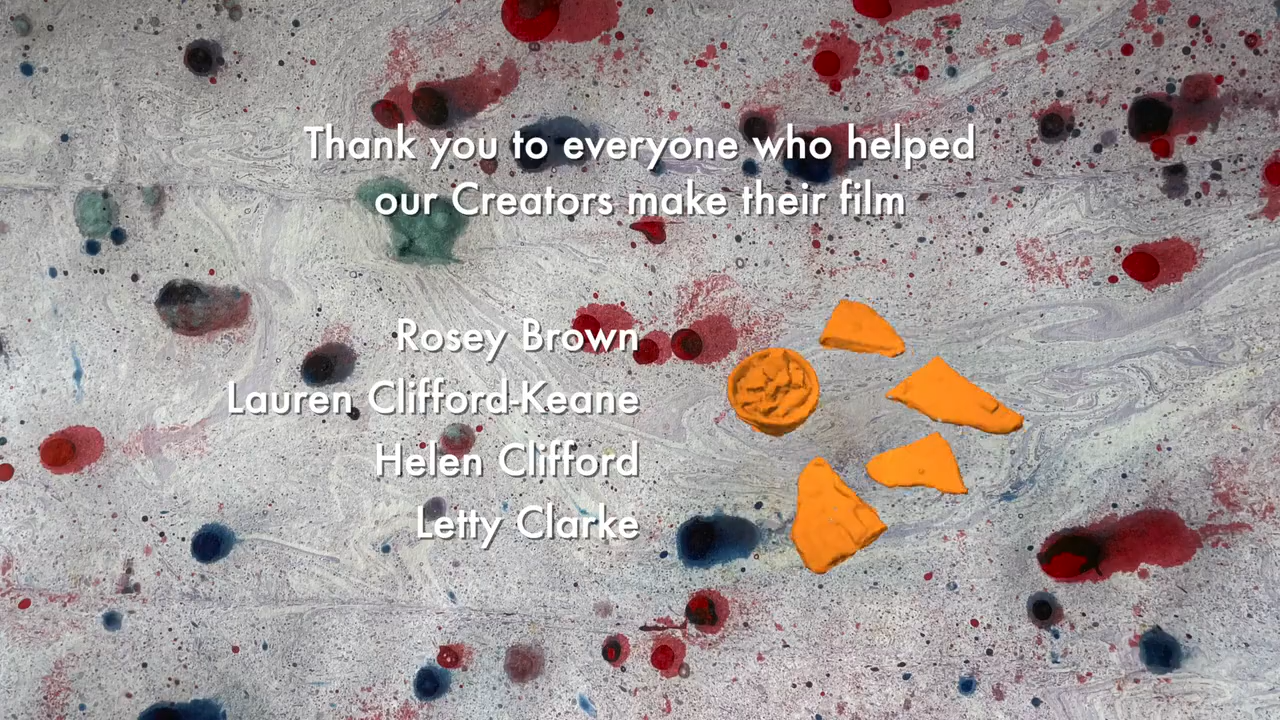 Thank you to everyone who helped
our Creators make their film
Rosey Brown
Lauren Clifford-Keane
Helen Clifford
Letty Clarke